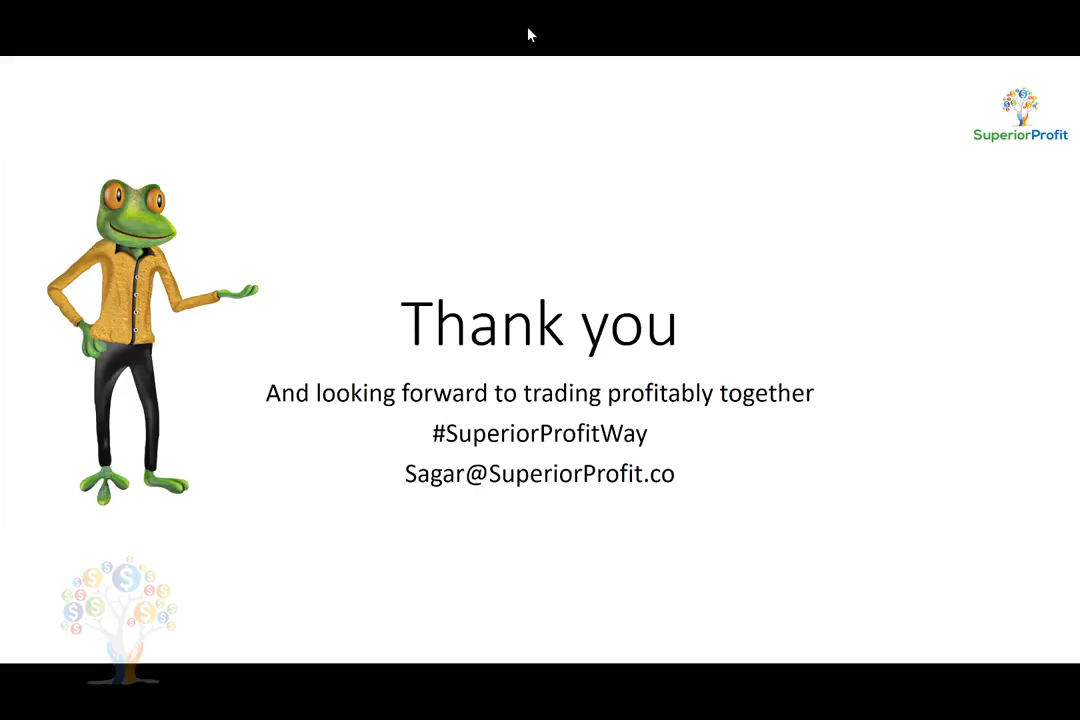 SuperiorProfit
Thank you
And looking forward to trading profitably together
#SuperiorProfitWay
Sagar@SuperiorProfit.co